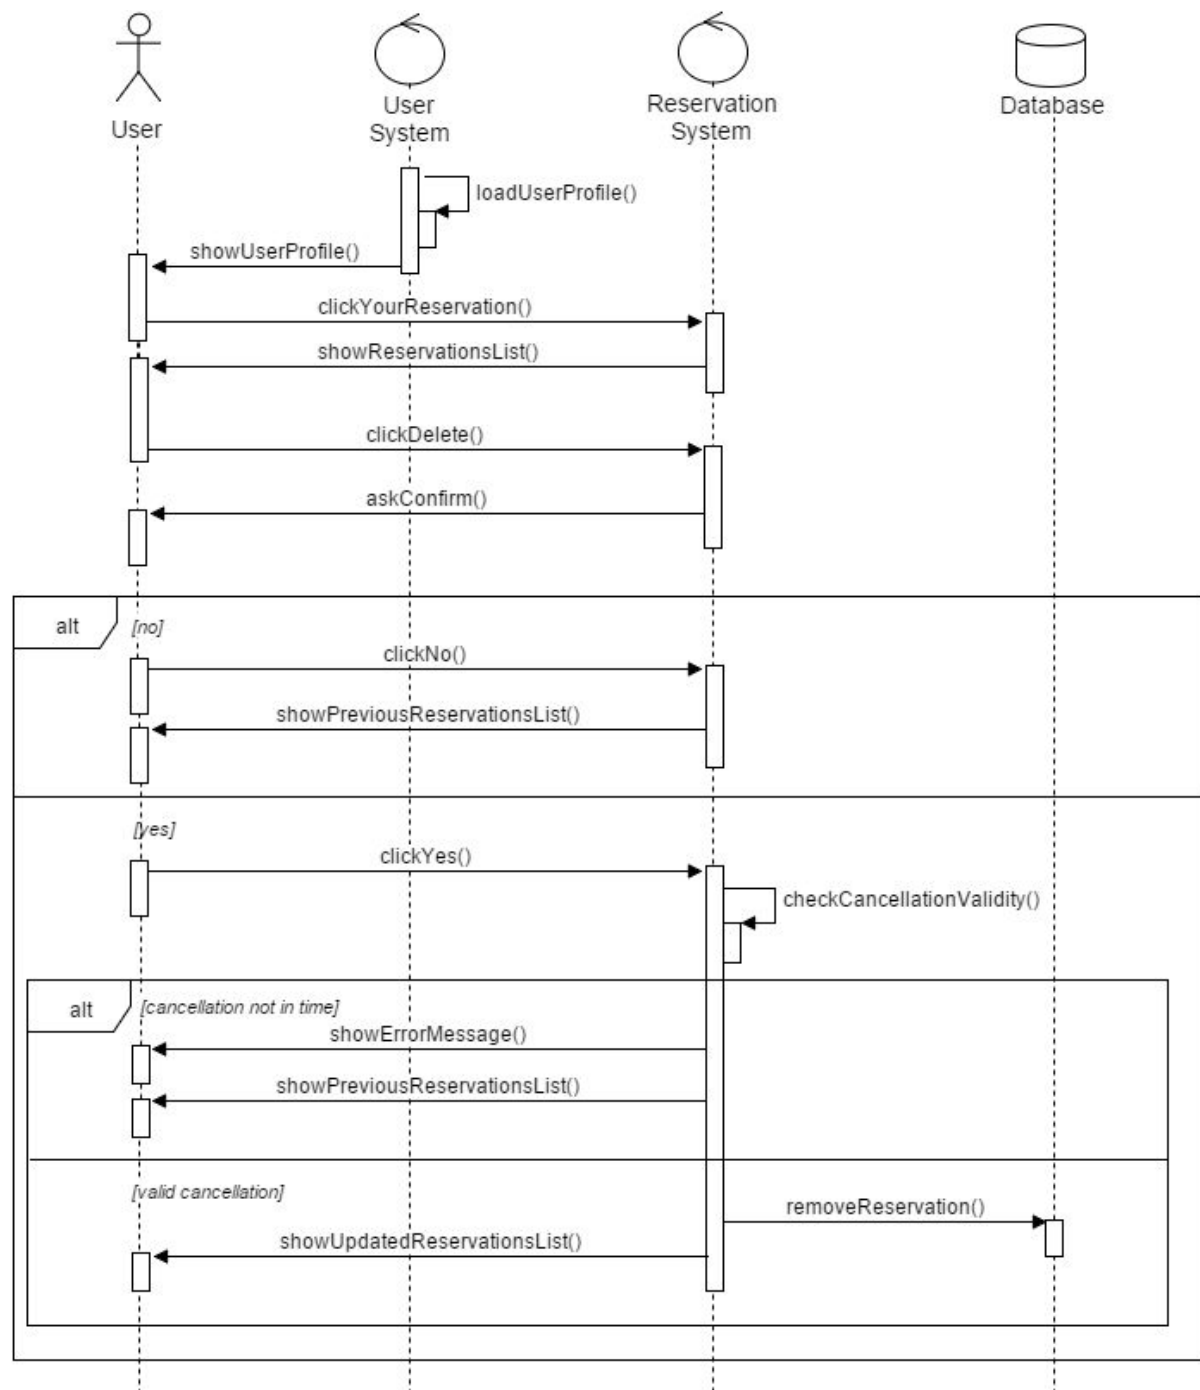 User
User
System
Reservation
System
Database
loadUserProfile()
showUserProfile()
clickYourReservation()
showReservationsList()
clickDelete()
askConfirm()
alt
[no]
clickNo()
showPreviousReservationsList()
[yes]
clickYes()
checkCancellationValidity()
alt
[cancellation not in time]
showErrorMessage()
showPreviousReservationsList()
[valid cancellation]
removeReservation()
showUpdatedReservationsList()